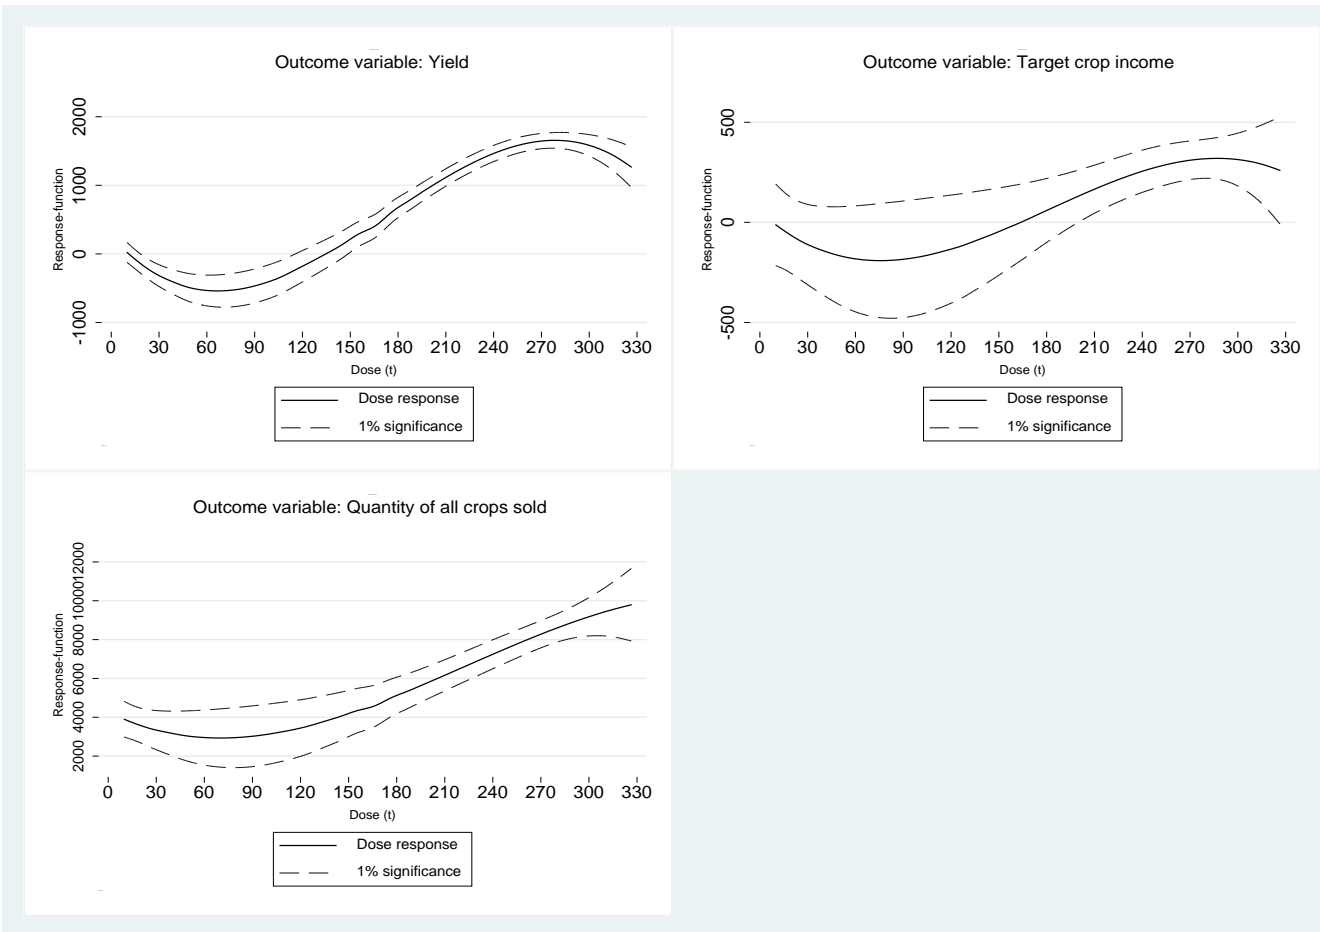 Outcome variable: Yield
Response-function
2000
1000
0
-1000
0 30 60 90 120 150 180 210 240 270 300 330
Dose (t)
Dose response
1% significance
Outcome variable: Target crop income
Response-function
500
0
-500
0 30 60 90 120 150 180 210 240 270 300 330
Dose (t)
Dose response
1% significance
Outcome variable: Quantity of all crops sold
Response-function
12000
10000
8000
6000
4000
2000
0 30 60 90 120 150 180 210 240 270 300 330
Dose (t)
Dose response
1% significance